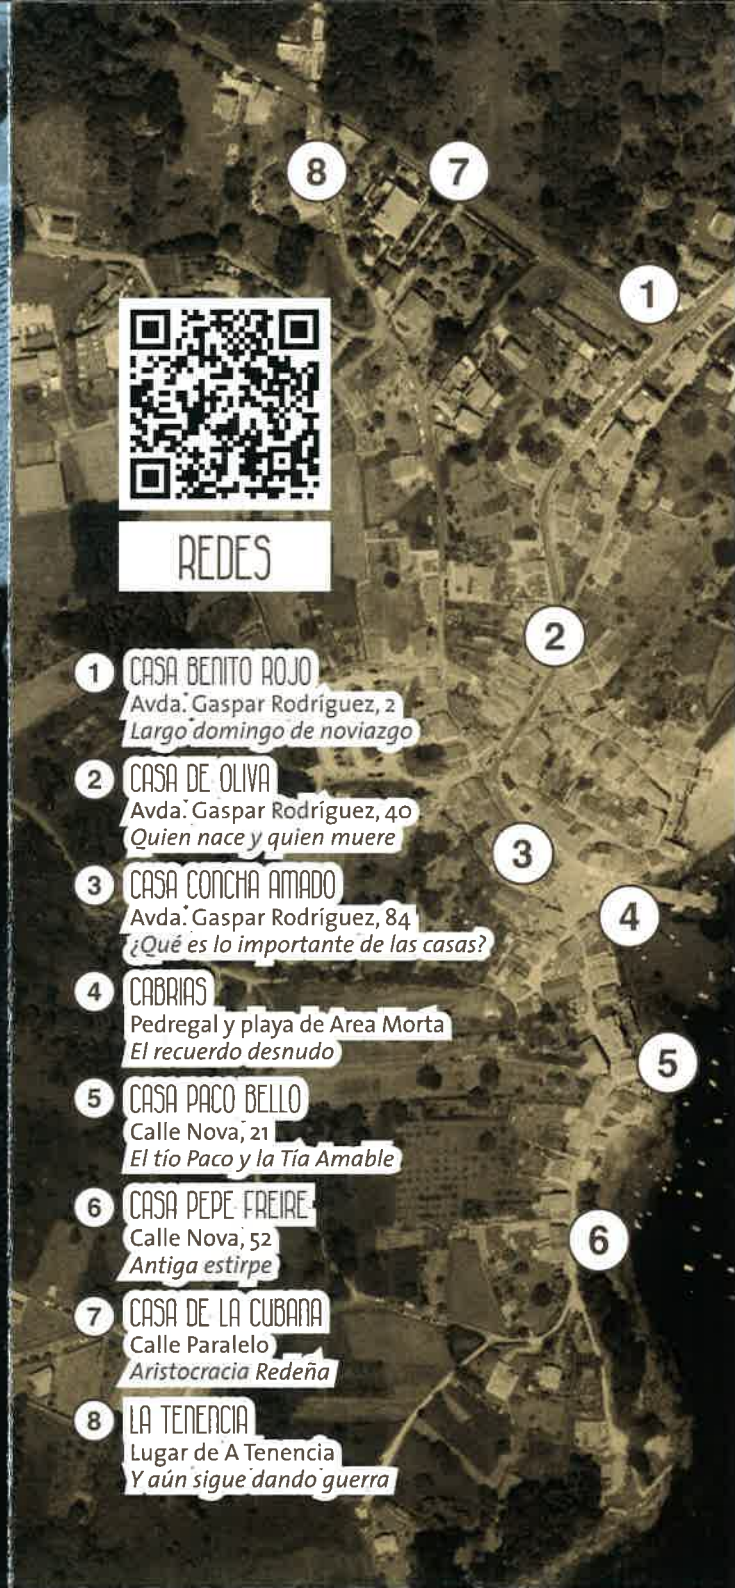 8
7
1
REDES
2
3
4
5
6
1 CASA BENITO ROJO
Avda. Gaspar Rodríguez, 2
Largo domingo de noviazgo
2 CASA DE OLIVA
Avda. Gaspar Rodríguez, 40
Quien nace y quien muere
3 CASA CONCHA AMADO
Avda. Gaspar Rodríguez, 84
¿Qué es lo importante de las casas?
4 CABRIAS
Pedregal y playa de Area Morta
El recuerdo desnudo
5 CASA PACO BELLO
Calle Nova, 21
El tío Paco y la Tía Amable
6 CASA PEPE FREIRE
Calle Nova, 52
Antiga estirpe
7 CASA DE LA CUBANA
Calle Paralelo
Aristocracia Redeña
8 LA TENENCIA
Lugar de A Tenencia
Y aún sigue dando guerra